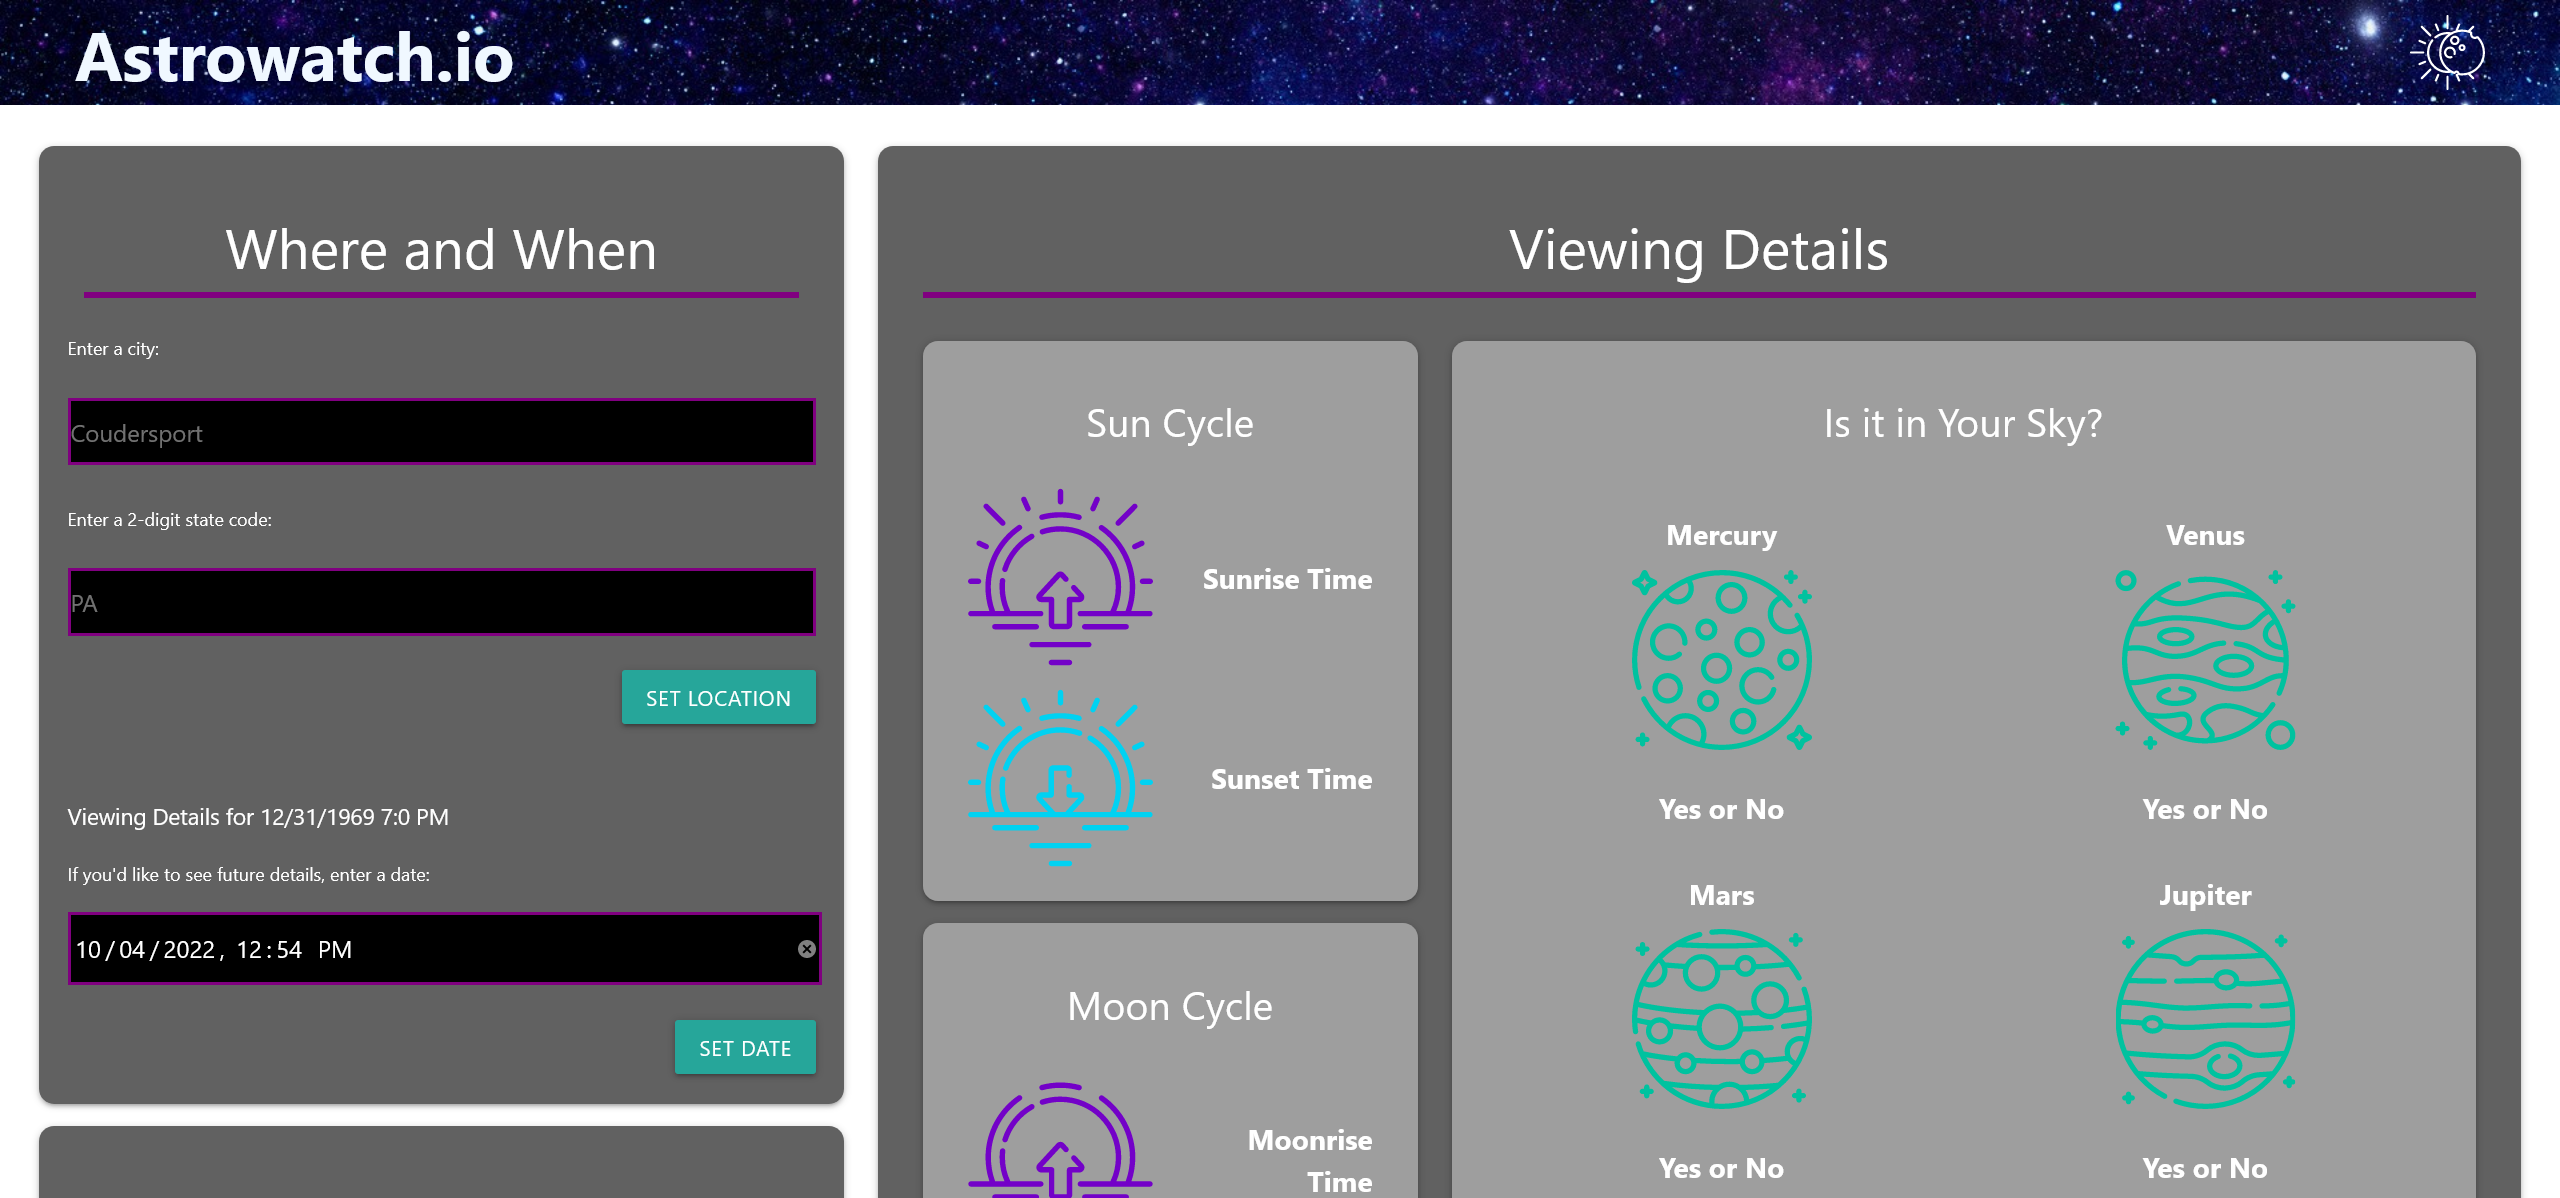 Astrowatch.io
Where and When
Enter a city:
Coudersport
Enter a 2-digit state code:
PA
SET LOCATION
Viewing Details for 12/31/1969 7:0 PM
If you'd like to see future details, enter a date:
10/04/2022, 12:54 PM
SET DATE
Viewing Details
Sun Cycle
Sunrise Time
Sunset Time
Moon Cycle
Moonrise
Time
Is it in Your Sky?
Mercury
Yes or No
Venus
Yes or No
Mars
Yes or No
Jupiter
Yes or No